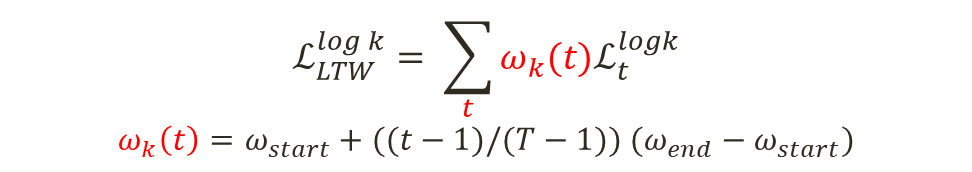 ℒ_{LTW}^{log k} = ∑_t ω_k(t)ℒ_t^{logk}
ω_k(t) = ω_{start} + ((t − 1)/(T − 1)) (ω_{end} − ω_{start})